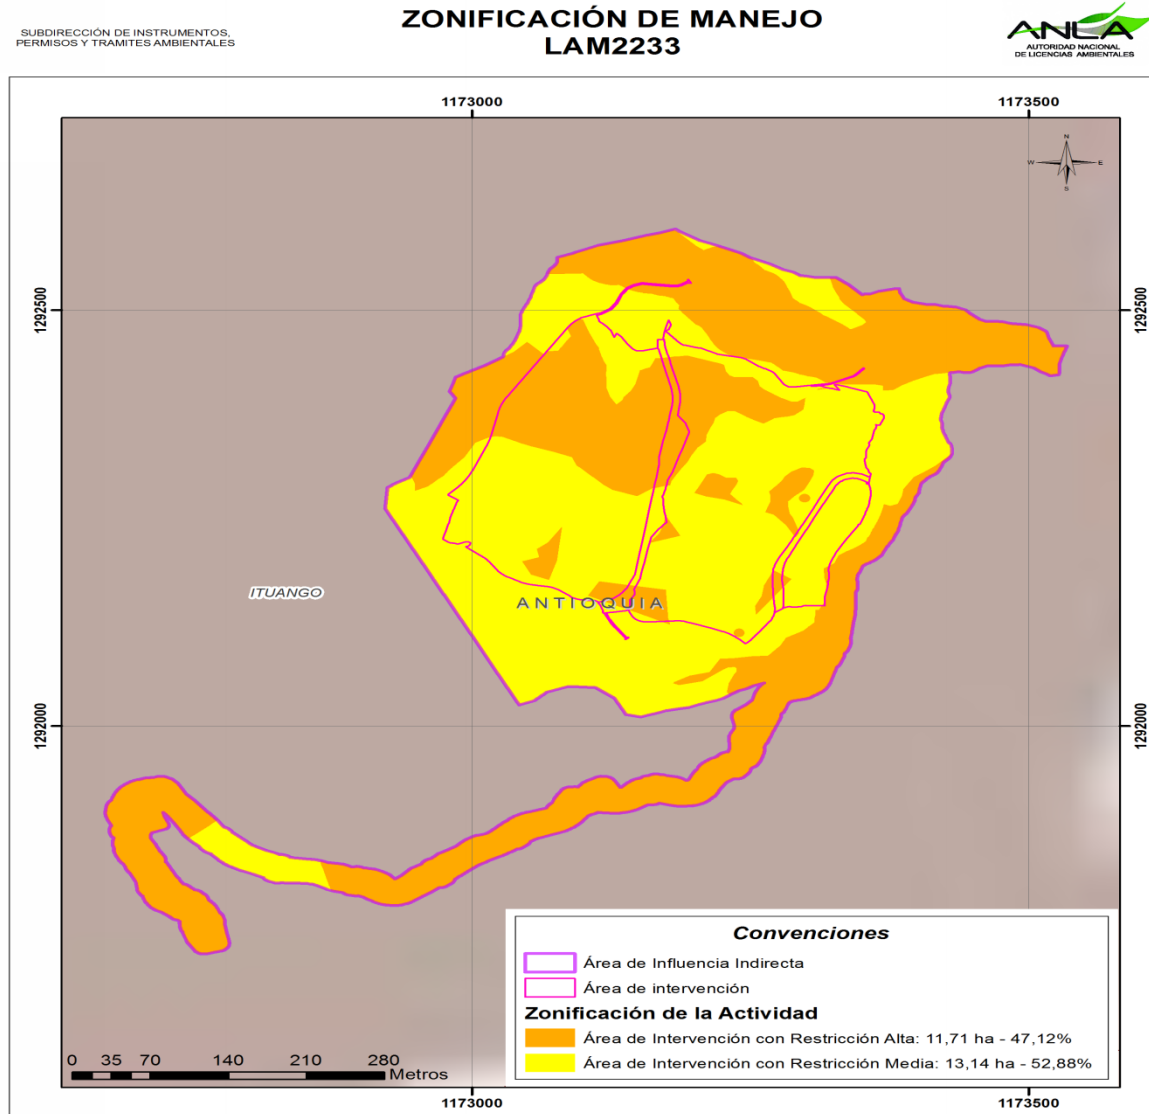 SUBDIRECCIÓN DE INSTRUMENTOS,
PERMISOS Y TRAMITES AMBIENTALES
ZONIFICACIÓN DE MANEJO
LAM2233
ANLA
AUTORIDAD NACIONAL
DE LICENCIAS AMBIENTALES
1173000
1173500
N
W
E
S
1292500
1292500
ITUANGO
ANTIOQUIA
1292000
1292000
Convenciones
Área de Influencia Indirecta
Área de intervención
Zonificación de la Actividad
Área de Intervención con Restricción Alta: 11,71 ha - 47,12%
Área de Intervención con Restricción Media: 13,14 ha - 52,88%
0 35 70 140 210 280
Metros
1173000
1173500